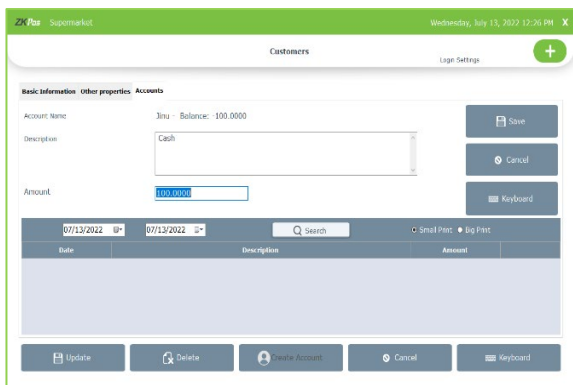 ZKPos Supermarket Wednesday, July 13, 2022 12:26 PM X
Customers
Login Settings
+
Basic Information Other properties Accounts
Account Name Jinu - Balance: -100.0000
Save
Description Cash
Cancel
Amount 100.0000
Keyboard
07/13/2022 07/13/2022 Search Small Print Big Print
Date Description Amount
Update Delete Create Account Cancel Keyboard